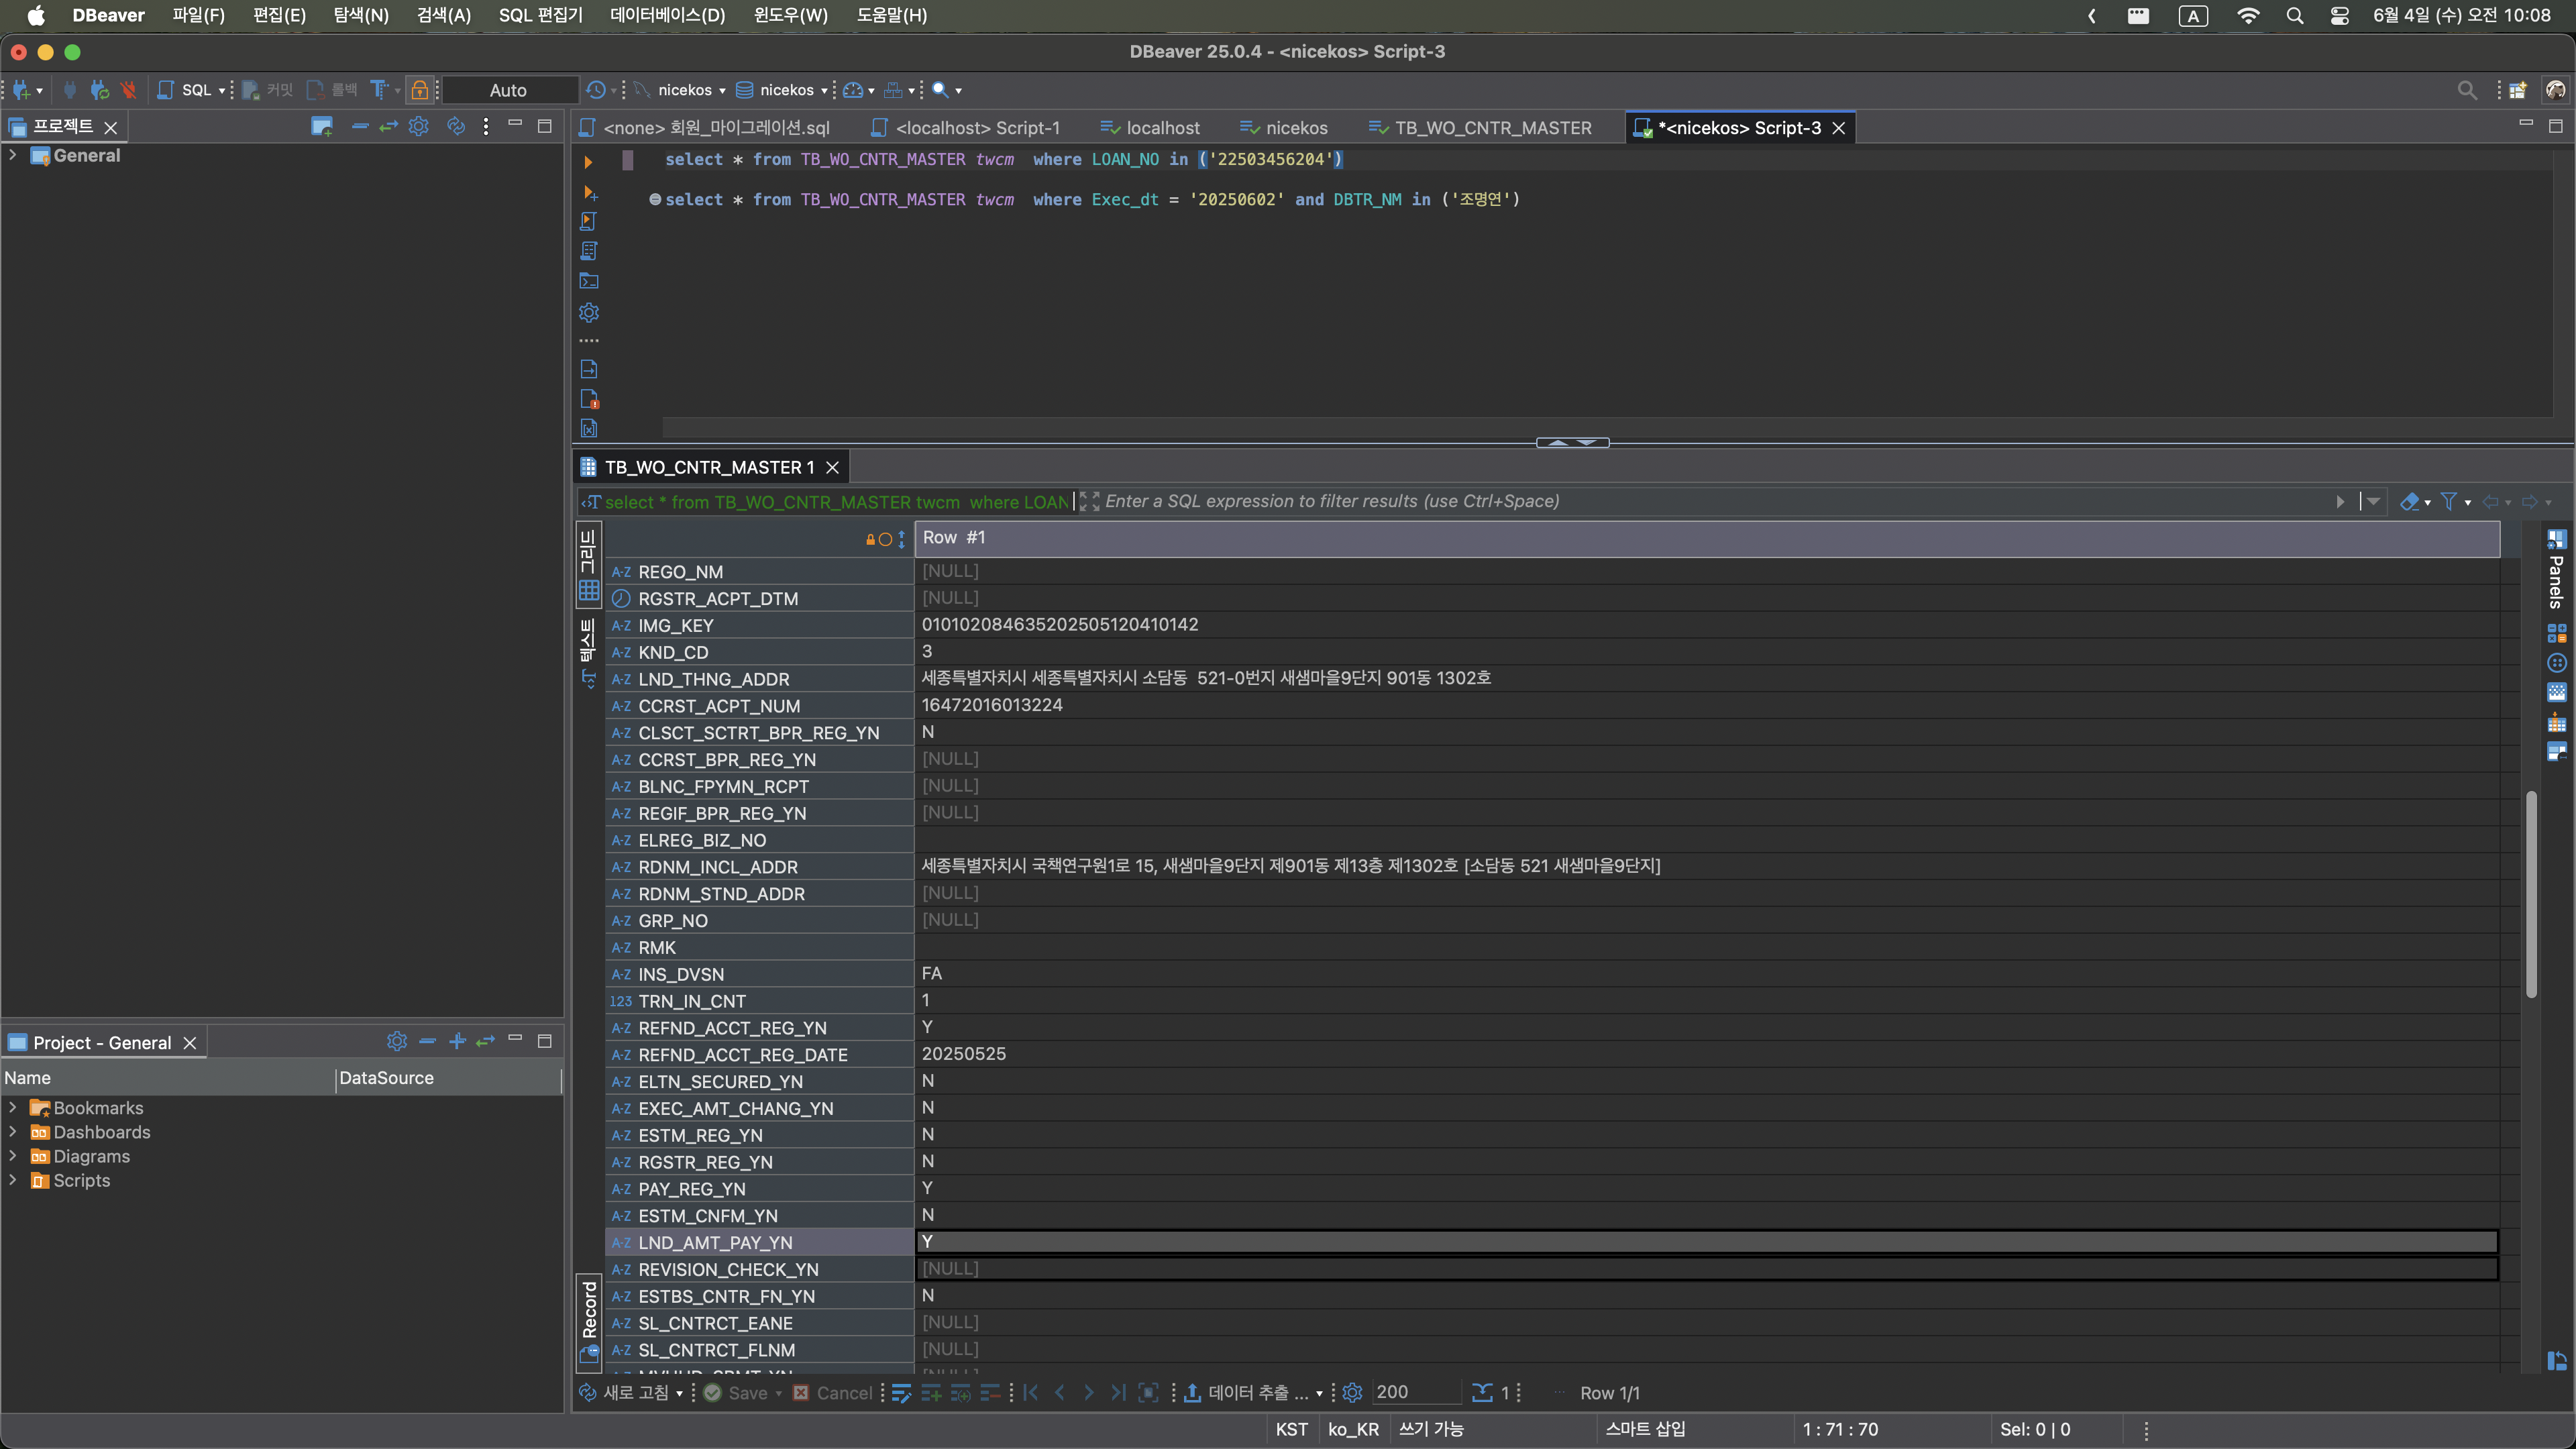 DBeaver 파일(F) 편집(E) 탐색(N) 검색(A) SQL 편집기 데이터베이스(D) 윈도우(W) 도움말(H) A 6월 4일 (수) 오전 10:08
DBeaver 25.0.4 - <nicekos> Script-3
SQL 커밋 롤백 Auto nicekos nicekos
프로젝트
General
<none> 회원_마이그레이션.sql <localhost> Script-1 localhost nicekos TB_WO_CNTR_MASTER *<nicekos> Script-3
select * from TB_WO_CNTR_MASTER twcm where LOAN_NO in ('22503456204')
select * from TB_WO_CNTR_MASTER twcm where Exec_dt = '20250602' and DBTR_NM in ('조명연')
TB_WO_CNTR_MASTER 1
select * from TB_WO_CNTR_MASTER twcm where LOAN Enter a SQL expression to filter results (use Ctrl+Space)
그리드
텍스트
Record
Panels
Row #1
A-Z REGO_NM [NULL]
RGSTR_ACPT_DTM [NULL]
A-Z IMG_KEY 010102084635202505120410142
A-Z KND_CD 3
A-Z LND_THNG_ADDR 세종특별자치시 세종특별자치시 소담동 521-0번지 새샘마을9단지 901동 1302호
A-Z CCRST_ACPT_NUM 16472016013224
A-Z CLSCT_SCTRT_BPR_REG_YN N
A-Z CCRST_BPR_REG_YN [NULL]
A-Z BLNC_FPYMN_RCPT [NULL]
A-Z REGIF_BPR_REG_YN [NULL]
A-Z ELREG_BIZ_NO
A-Z RDNM_INCL_ADDR 세종특별자치시 국책연구원1로 15, 새샘마을9단지 제901동 제13층 제1302호 [소담동 521 새샘마을9단지]
A-Z RDNM_STND_ADDR [NULL]
A-Z GRP_NO [NULL]
A-Z RMK
A-Z INS_DVSN FA
123 TRN_IN_CNT 1
A-Z REFND_ACCT_REG_YN Y
A-Z REFND_ACCT_REG_DATE 20250525
A-Z ELTN_SECURED_YN N
A-Z EXEC_AMT_CHANG_YN N
A-Z ESTM_REG_YN N
A-Z RGSTR_REG_YN N
A-Z PAY_REG_YN Y
A-Z ESTM_CNFM_YN N
A-Z LND_AMT_PAY_YN Y
A-Z REVISION_CHECK_YN [NULL]
A-Z ESTBS_CNTR_FN_YN N
A-Z SL_CNTRCT_EANE [NULL]
A-Z SL_CNTRCT_FLNM [NULL]
Project - General
Name DataSource
Bookmarks
Dashboards
Diagrams
Scripts
새로 고침 Save Cancel 데이터 추출 ... 200 1 ... Row 1/1
KST ko_KR 쓰기 가능 스마트 삽입 1 : 71 : 70 Sel: 0 | 0